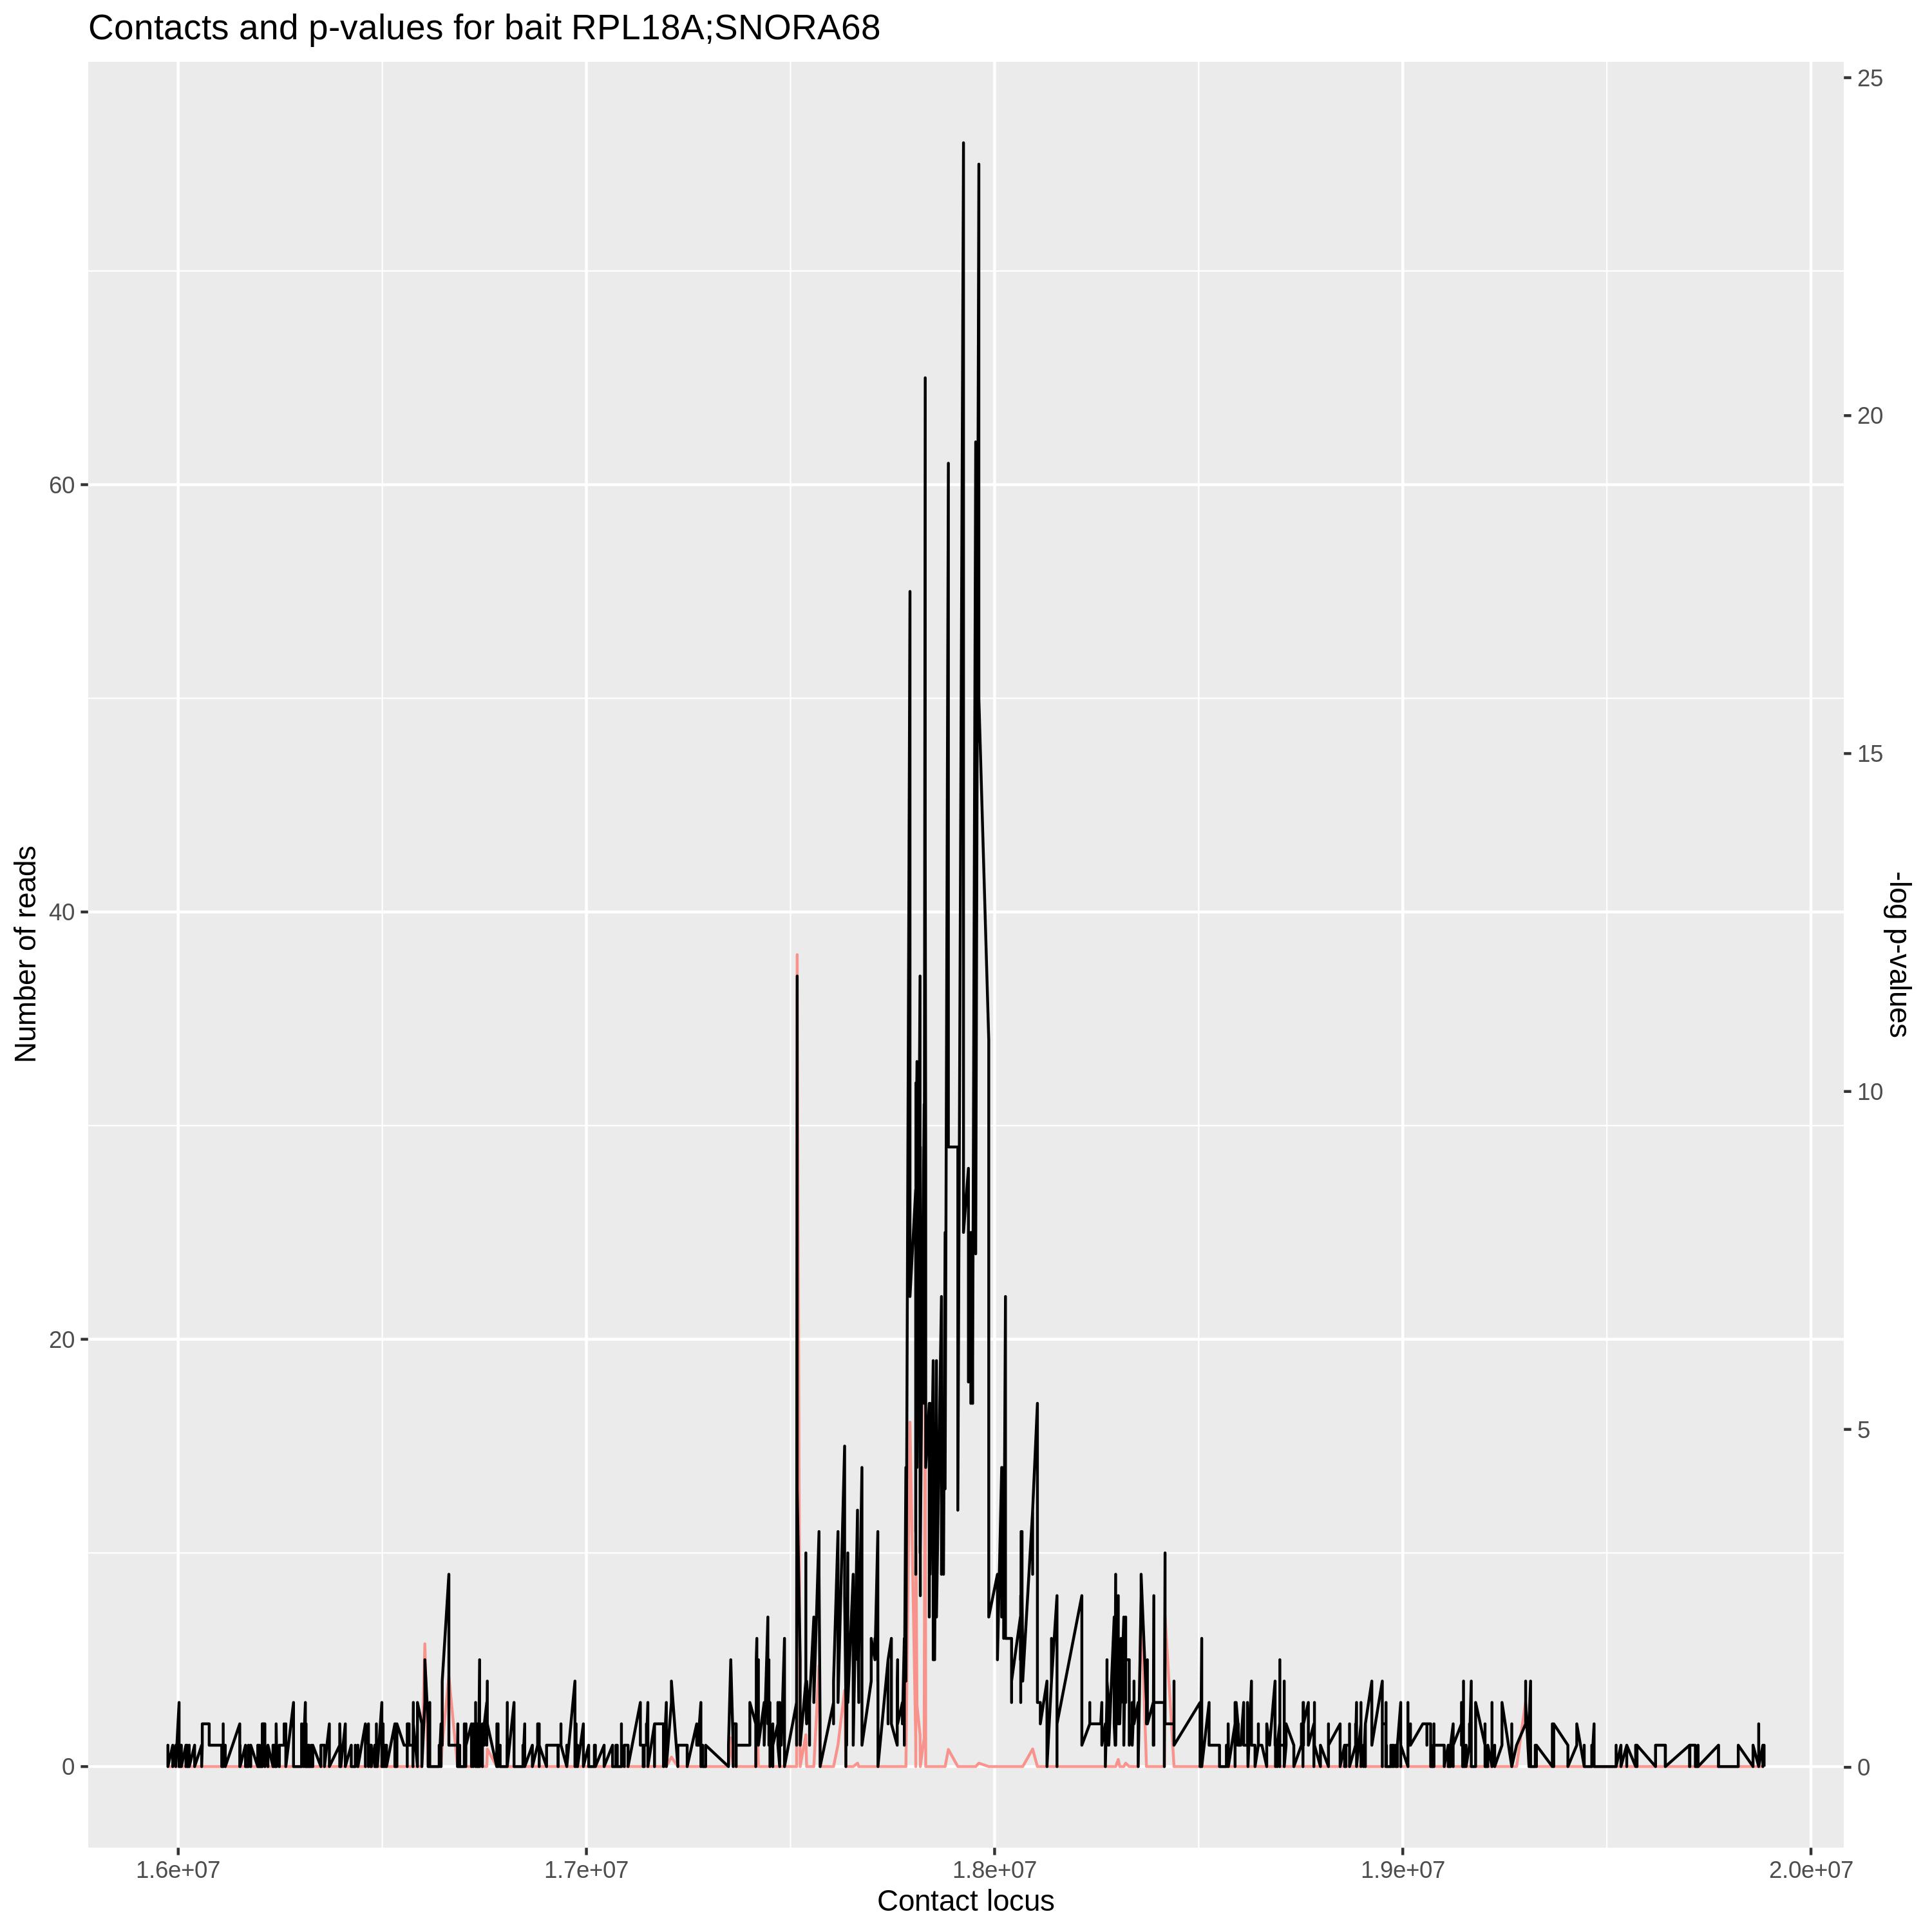 Contacts and p-values for bait RPL18A;SNORA68
25
20
60
15
Number of reads
40
-log p-values
10
20
5
0
0
1.6e+07
1.7e+07
1.8e+07
1.9e+07
2.0e+07
Contact locus